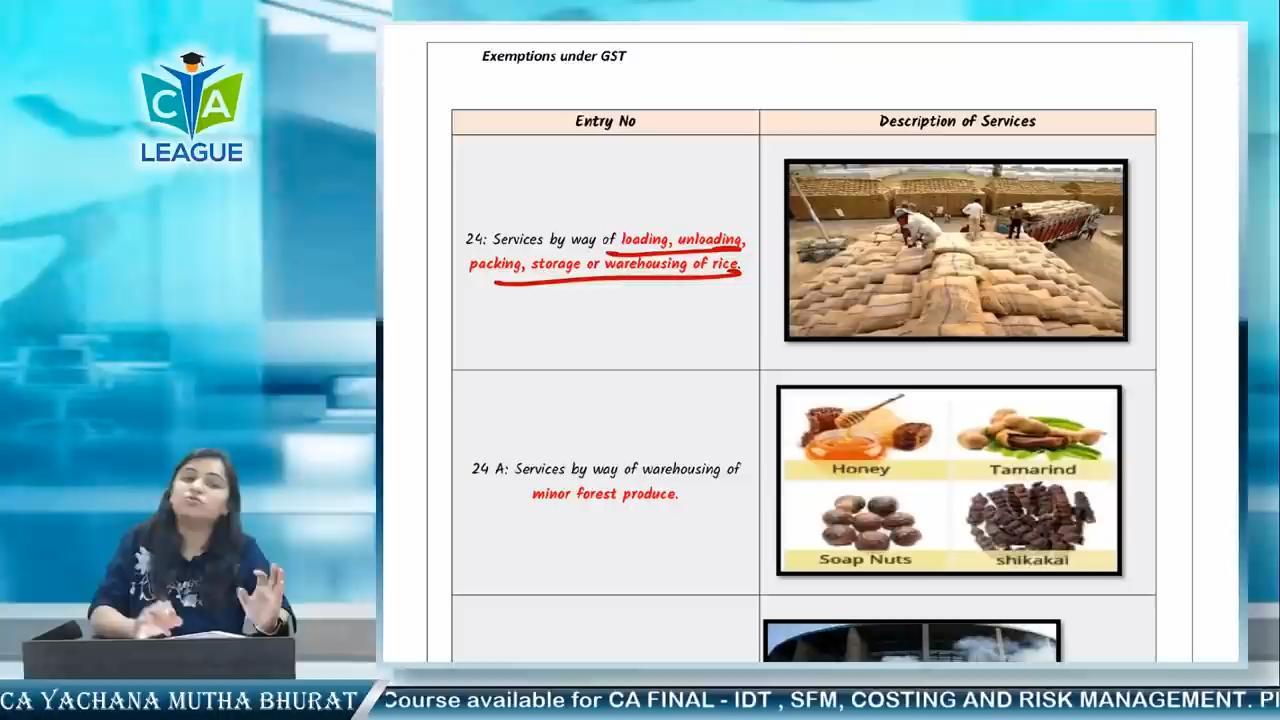 C A
LEAGUE
Exemptions under GST
Entry No
Description of Services
24: Services by way of loading, unloading,
packing, storage or warehousing of rice.
24 A: Services by way of warehousing of
minor forest produce.
Honey
Tamarind
Soap Nuts
shikakai
CA YACHANA MUTHA BHURAT
Course available for CA FINAL - IDT , SFM, COSTING AND RISK MANAGEMENT.